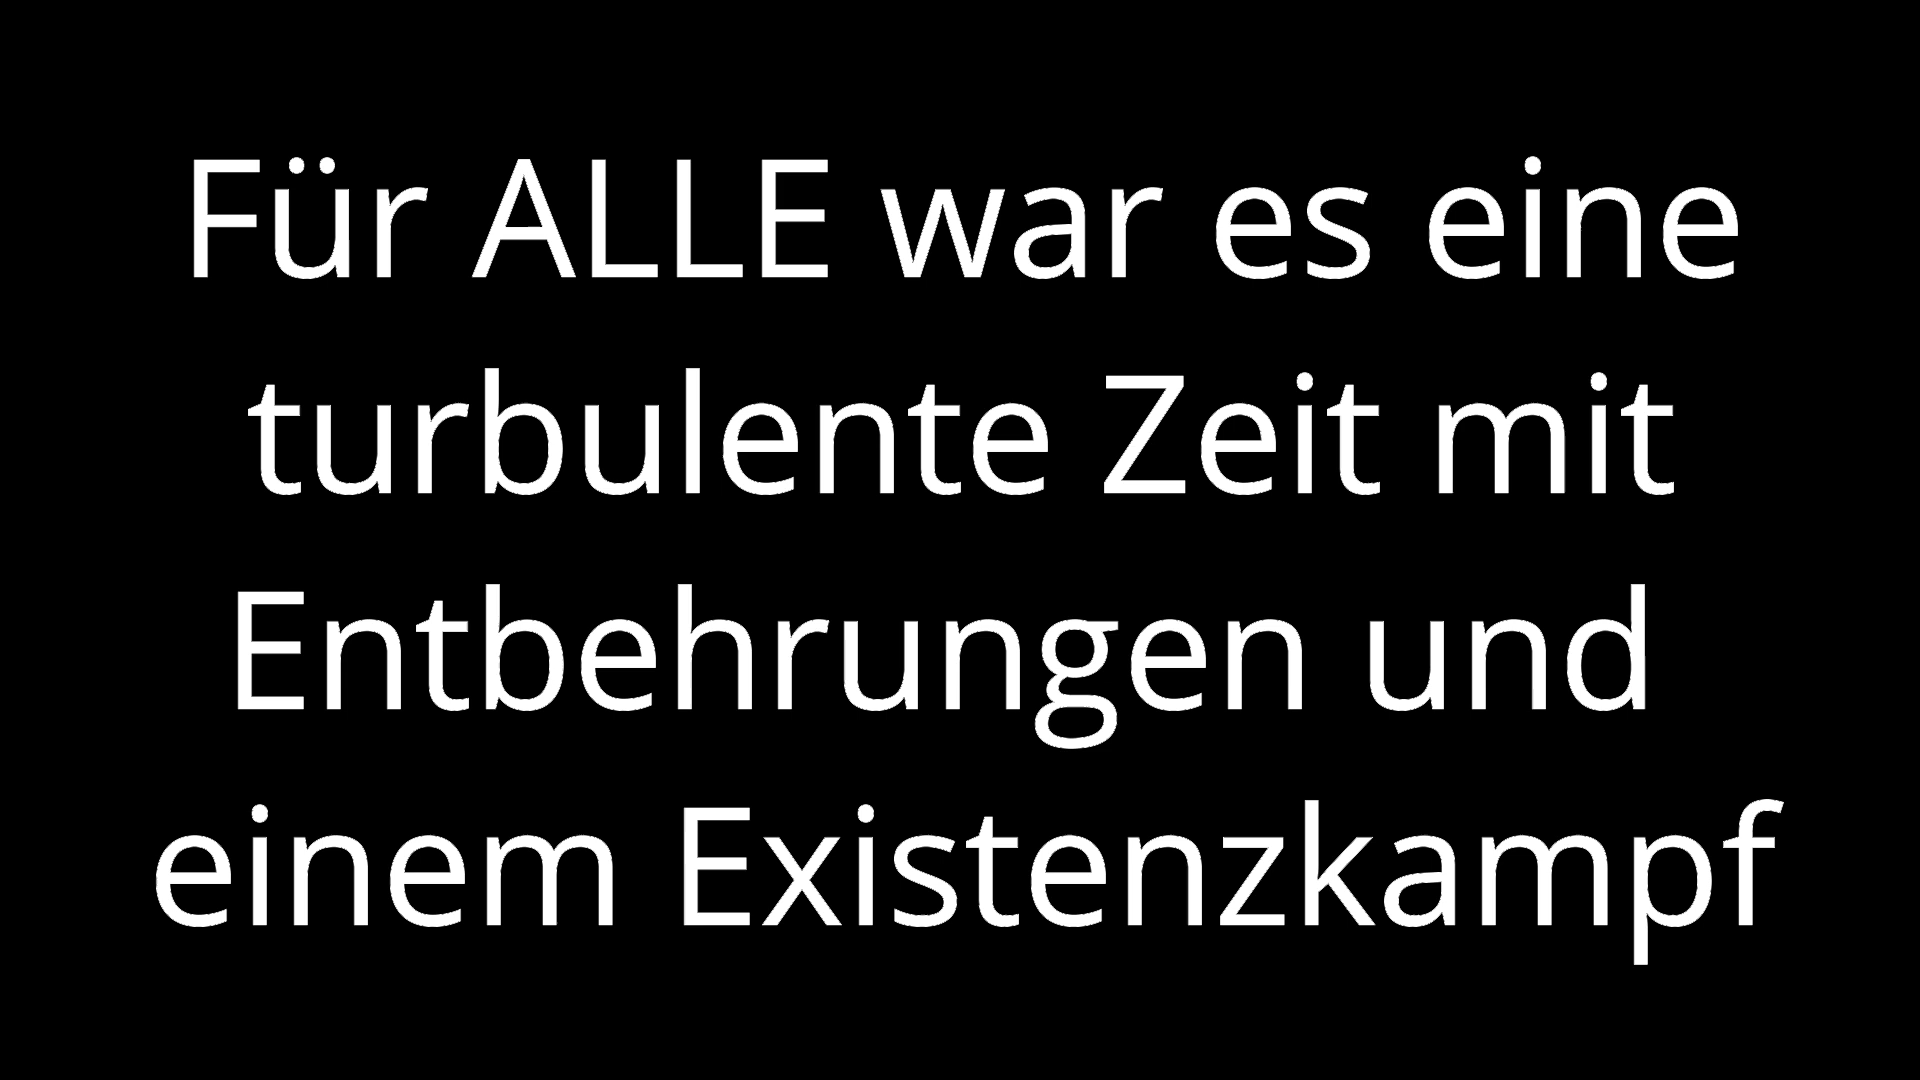 Für ALLE war es eine
turbulente Zeit mit
Entbehrungen und
einem Existenzkampf